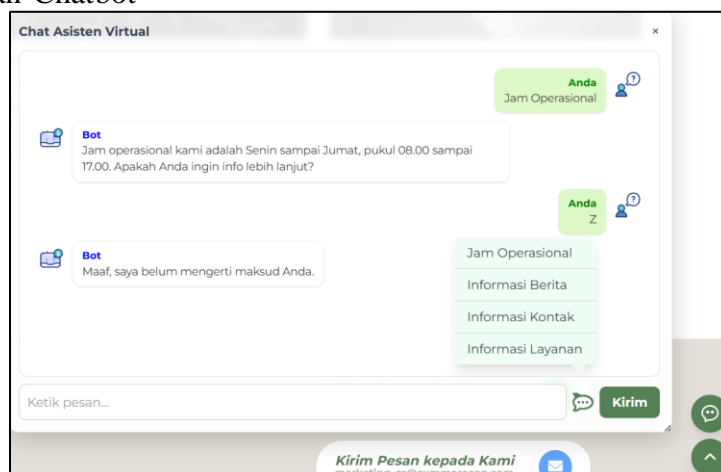 Chatbot
Chat Asisten Virtual
×
Anda
Jam Operasional
Bot
Jam operasional kami adalah Senin sampai Jumat, pukul 08.00 sampai
17.00. Apakah Anda ingin info lebih lanjut?
Anda
Z
Bot
Maaf, saya belum mengerti maksud Anda.
Jam Operasional
Informasi Berita
Informasi Kontak
Informasi Layanan
Ketik pesan...
Kirim
Kirim Pesan kepada Kami